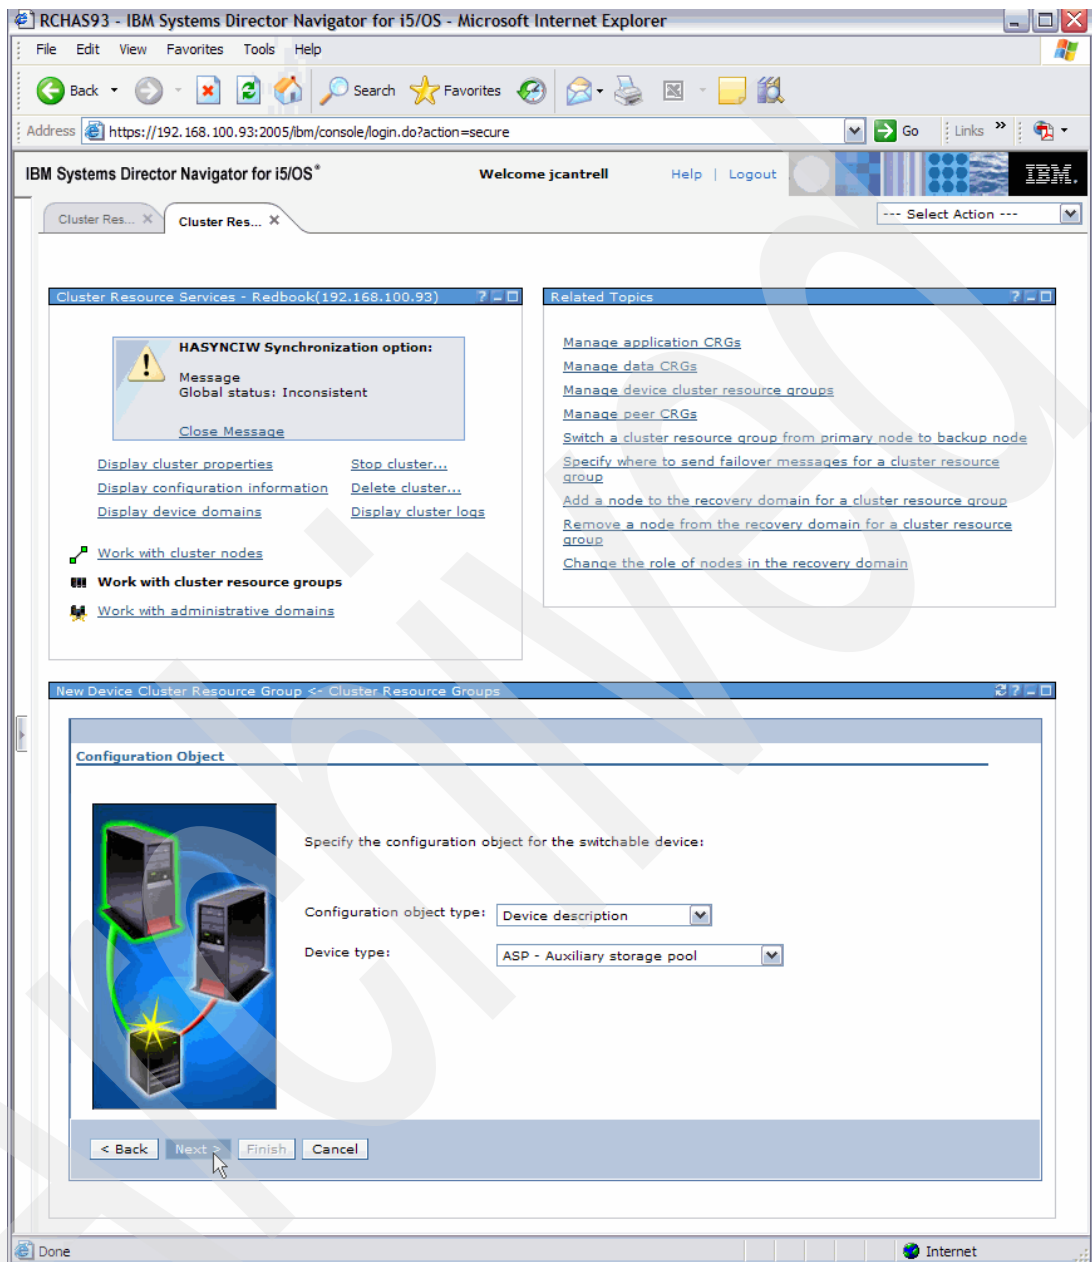 RCHAS93 - IBM Systems Director Navigator for i5/OS - Microsoft Internet Explorer
File Edit View Favorites Tools Help
Back Search Favorites
Address https://192.168.100.93:2005/ibm/console/login.do?action=secure Go Links »
IBM Systems Director Navigator for i5/OS® Welcome jcantrell Help | Logout IBM.
Cluster Res... × Cluster Res... × --- Select Action ---
Cluster Resource Services - Redbook(192.168.100.93) ?
HASYNCIW Synchronization option:
Message
Global status: Inconsistent
Close Message
Display cluster properties Stop cluster...
Display configuration information Delete cluster...
Display device domains Display cluster logs
Work with cluster nodes
Work with cluster resource groups
Work with administrative domains
Related Topics ?
Manage application CRGs
Manage data CRGs
Manage device cluster resource groups
Manage peer CRGs
Switch a cluster resource group from primary node to backup node
Specify where to send failover messages for a cluster resource
group
Add a node to the recovery domain for a cluster resource group
Remove a node from the recovery domain for a cluster resource
group
Change the role of nodes in the recovery domain
New Device Cluster Resource Group <- Cluster Resource Groups ?
Configuration Object
Specify the configuration object for the switchable device:
Configuration object type: Device description
Device type: ASP - Auxiliary storage pool
< Back Next > Finish Cancel
Done Internet
Archived